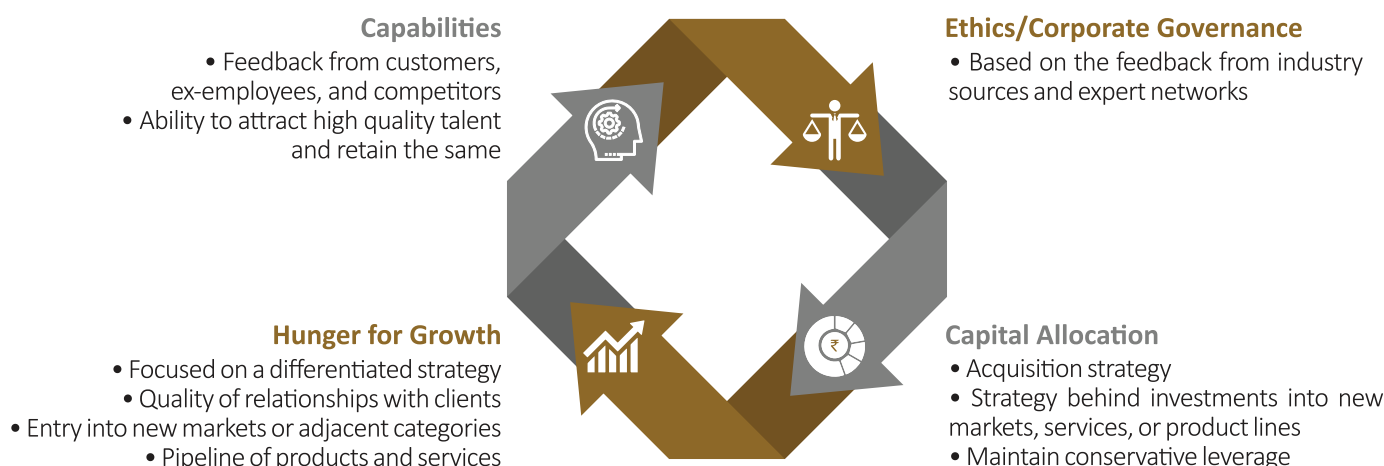 Capabilities
• Feedback from customers,
ex-employees, and competitors
• Ability to attract high quality talent
and retain the same
Ethics/Corporate Governance
• Based on the feedback from industry
sources and expert networks
Hunger for Growth
• Focused on a differentiated strategy
• Quality of relationships with clients
• Entry into new markets or adjacent categories
• Pipeline of products and services
₹
Capital Allocation
• Acquisition strategy
• Strategy behind investments into new
markets, services, or product lines
• Maintain conservative leverage